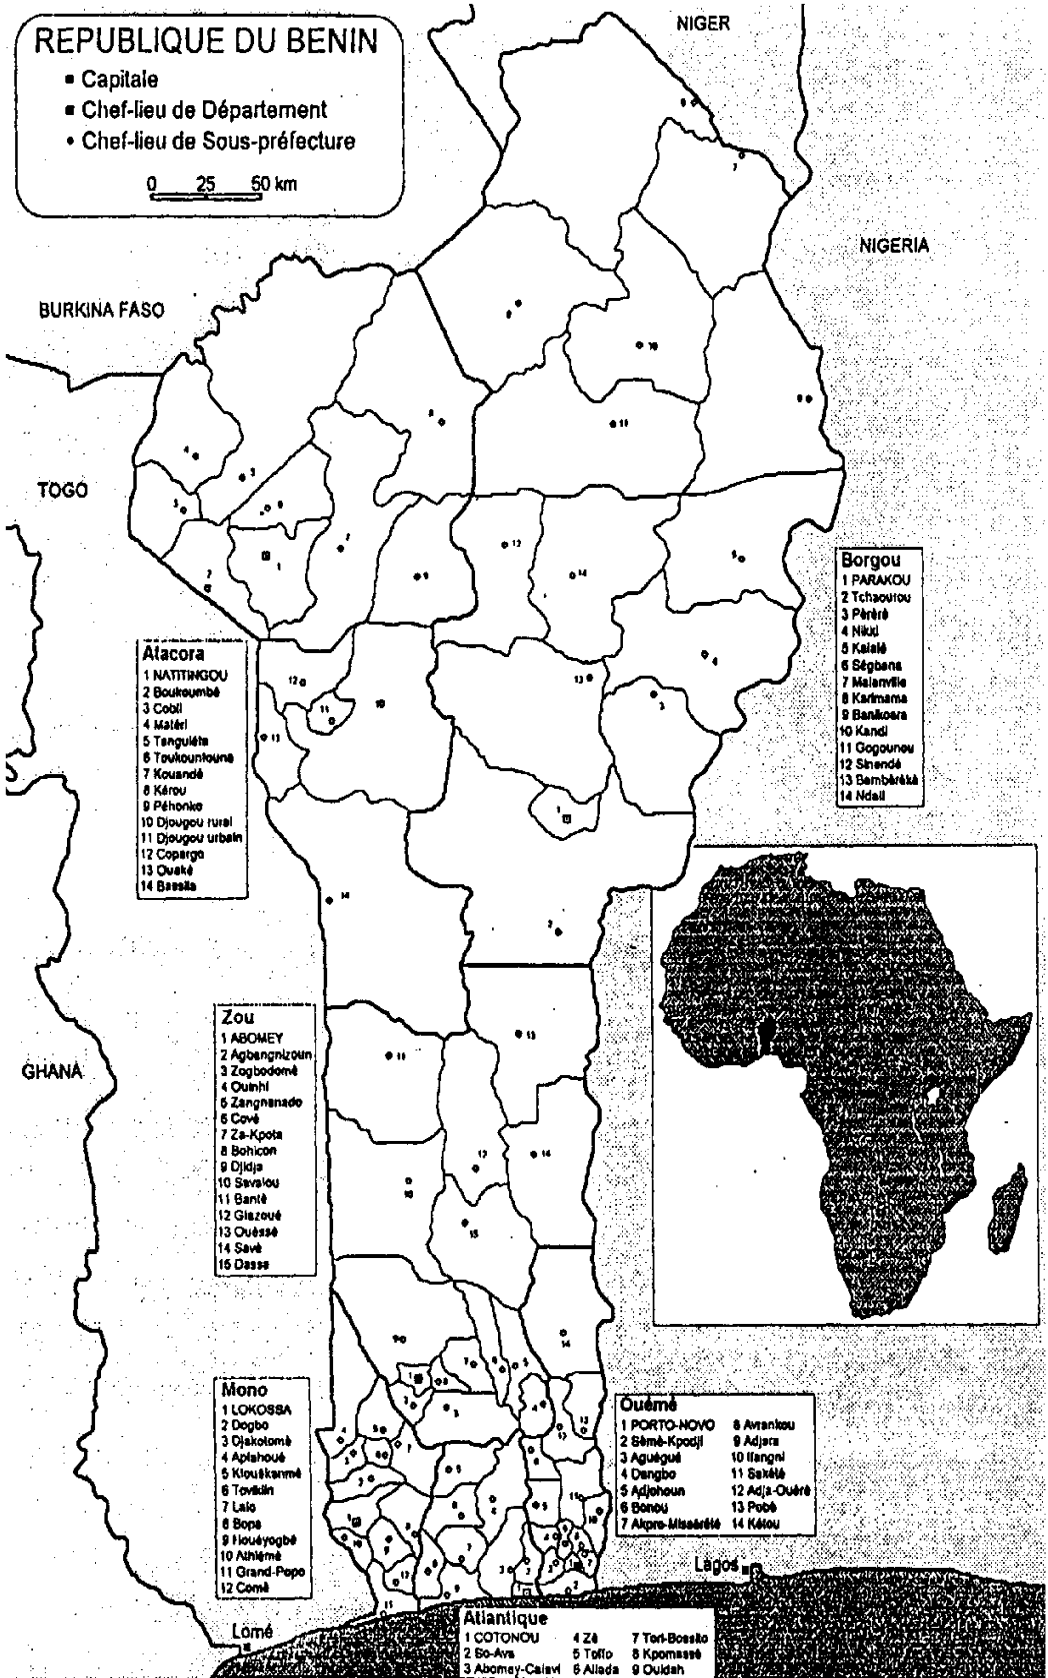 REPUBLIQUE DU BENIN
Capitale
Chef-lieu de Département
Chef-lieu de Sous-préfecture
0 25 50 km
NIGER
NIGERIA
BURKINA FASO
TOGO
GHANA
Atacora
1 NATITINGOU
2 Boukoumbé
3 Cobli
4 Matéri
5 Tanguiéta
6 Toukountouna
7 Kouandé
8 Kérou
9 Péhonko
10 Djougou rural
11 Djougou urbain
12 Copargo
13 Ouaké
14 Bassila
Borgou
1 PARAKOU
2 Tchaourou
3 Pèrèrè
4 Nikki
5 Kalalé
6 Ségbana
7 Malanville
8 Karimama
9 Banikoara
10 Kandi
11 Gogounou
12 Sinendé
13 Bembèrèkè
14 Ndali
Zou
1 ABOMEY
2 Agbangnizoun
3 Zogbodomè
4 Ouinhi
5 Zangnanado
6 Covè
7 Za-Kpota
8 Bohicon
9 Djidja
10 Savalou
11 Bantè
12 Glazoué
13 Ouèssè
14 Savè
15 Dassa
Mono
1 LOKOSSA
2 Dogbo
3 Djakotomè
4 Aplahoué
5 Klouékanmè
6 Toviklin
7 Lalo
8 Bopa
9 Houéyogbé
10 Athiémé
11 Grand-Popo
12 Comé
Ouémé
1 PORTO-NOVO 8 Avrankou
2 Sèmè-Kpodji 9 Adjara
3 Aguégué 10 Ifangni
4 Dangbo 11 Sakété
5 Adjohoun 12 Adja-Ouèrè
6 Bonou 13 Pobè
7 Akpro-Missérété 14 Kétou
Lagos
Lomé
Atlantique
1 COTONOU 4 Zè 7 Tori-Bossito
2 So-Ava 5 Toffo 8 Kpomassè
3 Abomey-Calavi 6 Allada 9 Ouidah